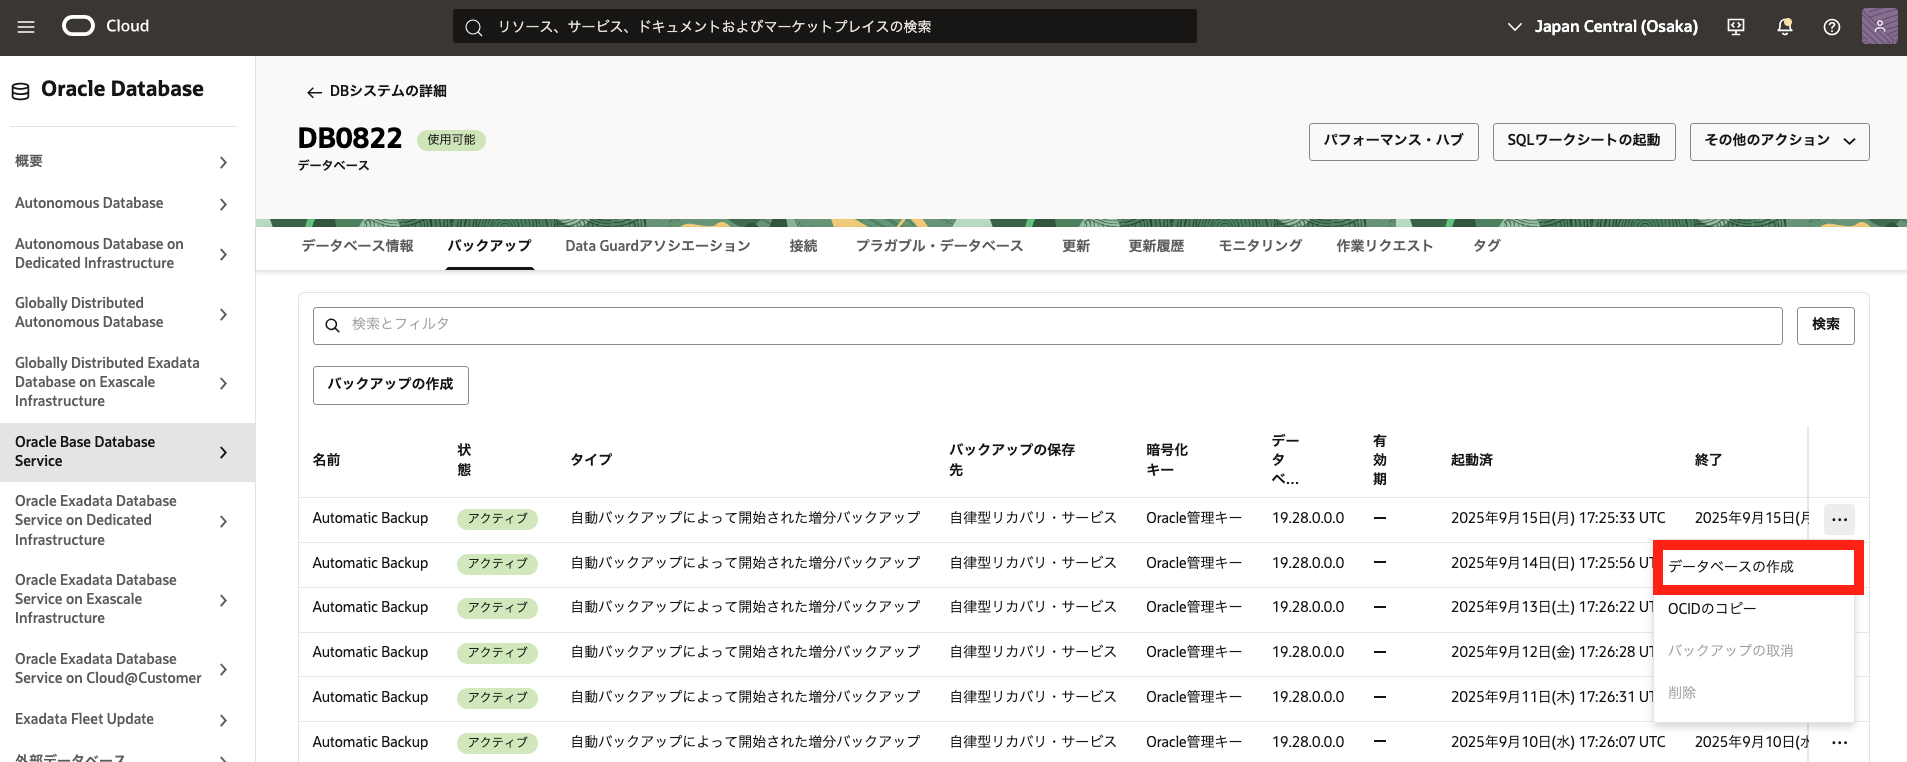 Cloud
リソース、サービス、ドキュメントおよびマーケットプレイスの検索
Japan Central (Osaka)
Oracle Database
概要
Autonomous Database
Autonomous Database on
Dedicated Infrastructure
Globally Distributed
Autonomous Database
Globally Distributed Exadata
Database on Exascale
Infrastructure
Oracle Base Database
Service
Oracle Exadata Database
Service on Dedicated
Infrastructure
Oracle Exadata Database
Service on Exascale
Infrastructure
Oracle Exadata Database
Service on Cloud@Customer
Exadata Fleet Update
外部データベース
DBシステムの詳細
DB0822 使用可能
データベース
パフォーマンス・ハブ SQLワークシートの起動 その他のアクション
データベース情報 バックアップ Data Guardアソシエーション 接続 プラガブル・データベース 更新 更新履歴 モニタリング 作業リクエスト タグ
検索とフィルタ 検索
バックアップの作成
名前 状態 タイプ バックアップの保存先 暗号化キー データベ... 有効期 起動済 終了
Automatic Backup アクティブ 自動バックアップによって開始された増分バックアップ 自律型リカバリ・サービス Oracle管理キー 19.28.0.0.0 — 2025年9月15日(月) 17:25:33 UTC 2025年9月15日(月 ...
Automatic Backup アクティブ 自動バックアップによって開始された増分バックアップ 自律型リカバリ・サービス Oracle管理キー 19.28.0.0.0 — 2025年9月14日(日) 17:25:56 UT
Automatic Backup アクティブ 自動バックアップによって開始された増分バックアップ 自律型リカバリ・サービス Oracle管理キー 19.28.0.0.0 — 2025年9月13日(土) 17:26:22 UT
Automatic Backup アクティブ 自動バックアップによって開始された増分バックアップ 自律型リカバリ・サービス Oracle管理キー 19.28.0.0.0 — 2025年9月12日(金) 17:26:28 UT
Automatic Backup アクティブ 自動バックアップによって開始された増分バックアップ 自律型リカバリ・サービス Oracle管理キー 19.28.0.0.0 — 2025年9月11日(木) 17:26:31 UT
Automatic Backup アクティブ 自動バックアップによって開始された増分バックアップ 自律型リカバリ・サービス Oracle管理キー 19.28.0.0.0 — 2025年9月10日(水) 17:26:07 UTC 2025年9月10日(水 ...
データベースの作成
OCIDのコピー
バックアップの取消
削除